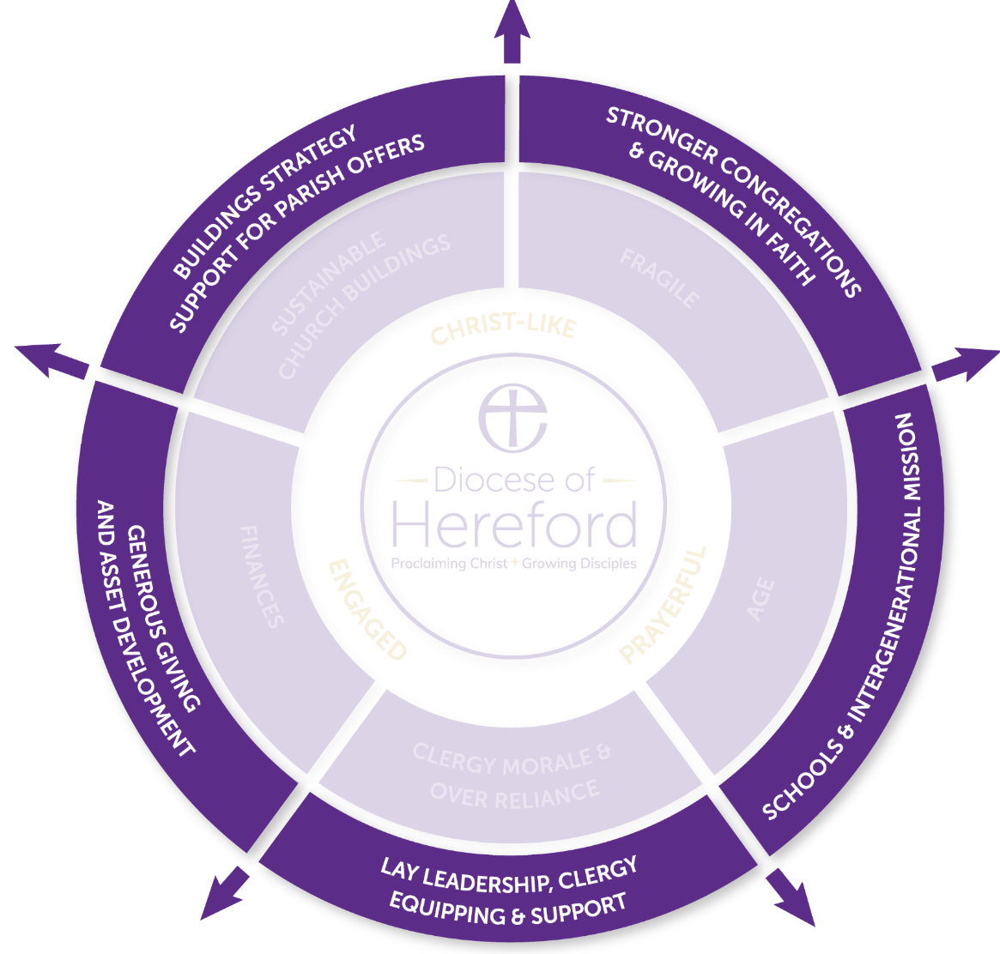 STRONGER CONGREGATIONS
& GROWING IN FAITH
SCHOOLS & INTERGENERATIONAL MISSION
LAY LEADERSHIP, CLERGY
EQUIPPING & SUPPORT
GENEROUS GIVING
AND ASSET DEVELOPMENT
BUILDINGS STRATEGY
SUPPORT FOR PARISH OFFERS
FRAGILE
AGE
CLERGY MORALE &
OVER RELIANCE
FINANCES
SUSTAINABLE
CHURCH BUILDINGS
CHRIST-LIKE
PRAYERFUL
ENGAGED
Diocese of
Hereford
Proclaiming Christ + Growing Disciples